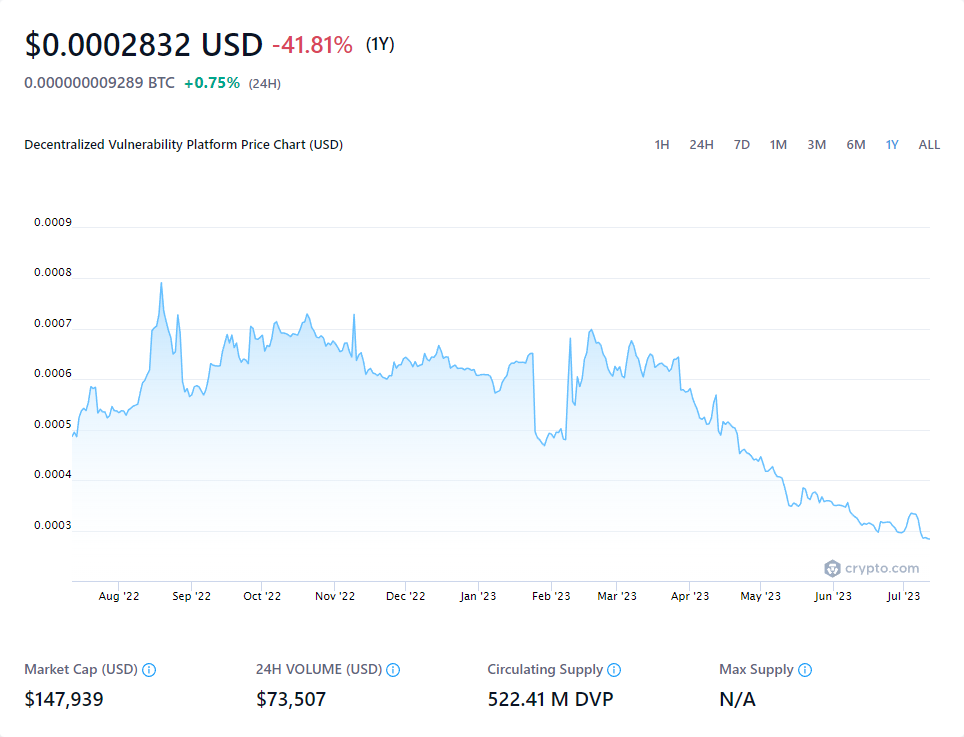 $0.0002832 USD -41.81% (1Y)
0.000000009289 BTC +0.75% (24H)
Decentralized Vulnerability Platform Price Chart (USD) 1H 24H 7D 1M 3M 6M 1Y ALL
0.0009
0.0008
0.0007
0.0006
0.0005
0.0004
0.0003
crypto.com
Aug '22 Sep '22 Oct '22 Nov '22 Dec '22 Jan '23 Feb '23 Mar '23 Apr '23 May '23 Jun '23 Jul '23
Market Cap (USD) 24H VOLUME (USD) Circulating Supply Max Supply
$147,939 $73,507 522.41 M DVP N/A